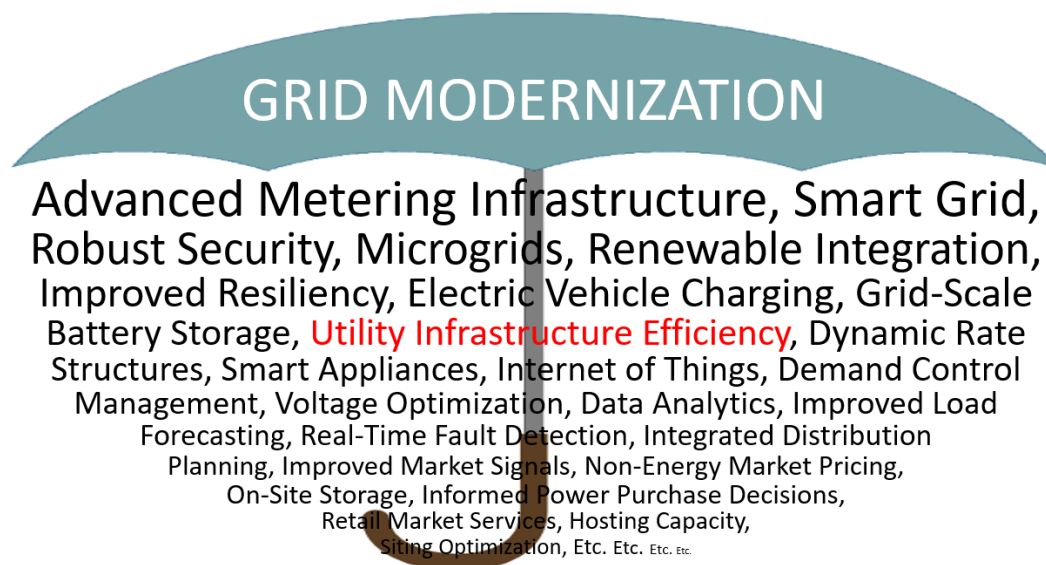 GRID MODERNIZATION
Advanced Metering Infrastructure, Smart Grid,
Robust Security, Microgrids, Renewable Integration,
Improved Resiliency, Electric Vehicle Charging, Grid-Scale
Battery Storage, Utility Infrastructure Efficiency, Dynamic Rate
Structures, Smart Appliances, Internet of Things, Demand Control
Management, Voltage Optimization, Data Analytics, Improved Load
Forecasting, Real-Time Fault Detection, Integrated Distribution
Planning, Improved Market Signals, Non-Energy Market Pricing,
On-Site Storage, Informed Power Purchase Decisions,
Retail Market Services, Hosting Capacity,
Siting Optimization, Etc. Etc. Etc. Etc.